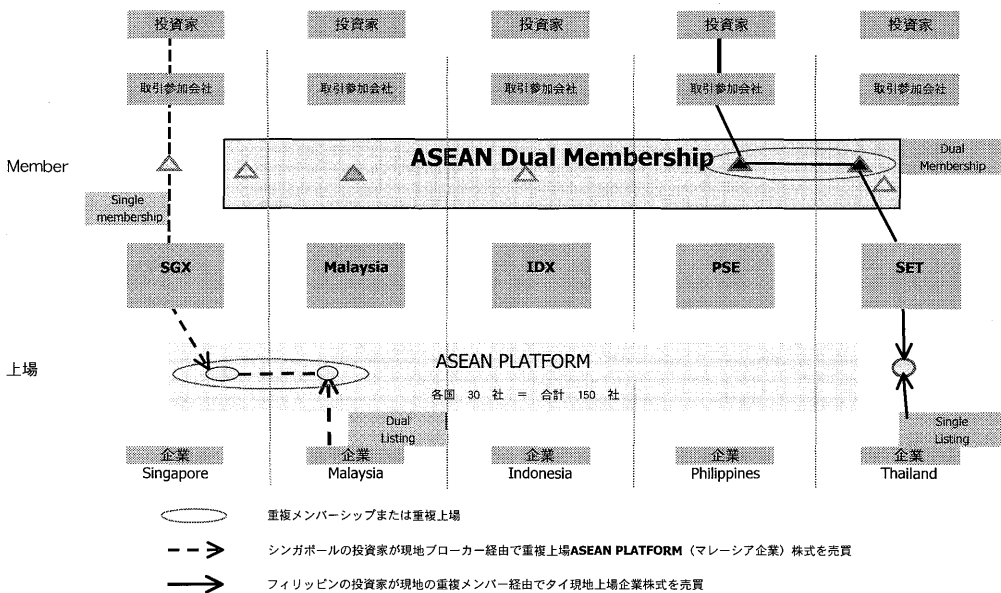 投資家 投資家 投資家 投資家 投資家
取引参加会社 取引参加会社 取引参加会社 取引参加会社 取引参加会社
Member
ASEAN Dual Membership
Dual
Membership
Single
membership
SGX Malaysia IDX PSE SET
上場
ASEAN PLATFORM
各国 30 社 = 合計 150 社
Dual
Listing
Single
Listing
企業 企業 企業 企業 企業
Singapore Malaysia Indonesia Philippines Thailand
重複メンバーシップまたは重複上場
シンガポールの投資家が現地ブローカー経由で重複上場ASEAN PLATFORM(マレーシア企業)株式を売買
フィリッピンの投資家が現地の重複メンバー経由でタイ現地上場企業株式を売買